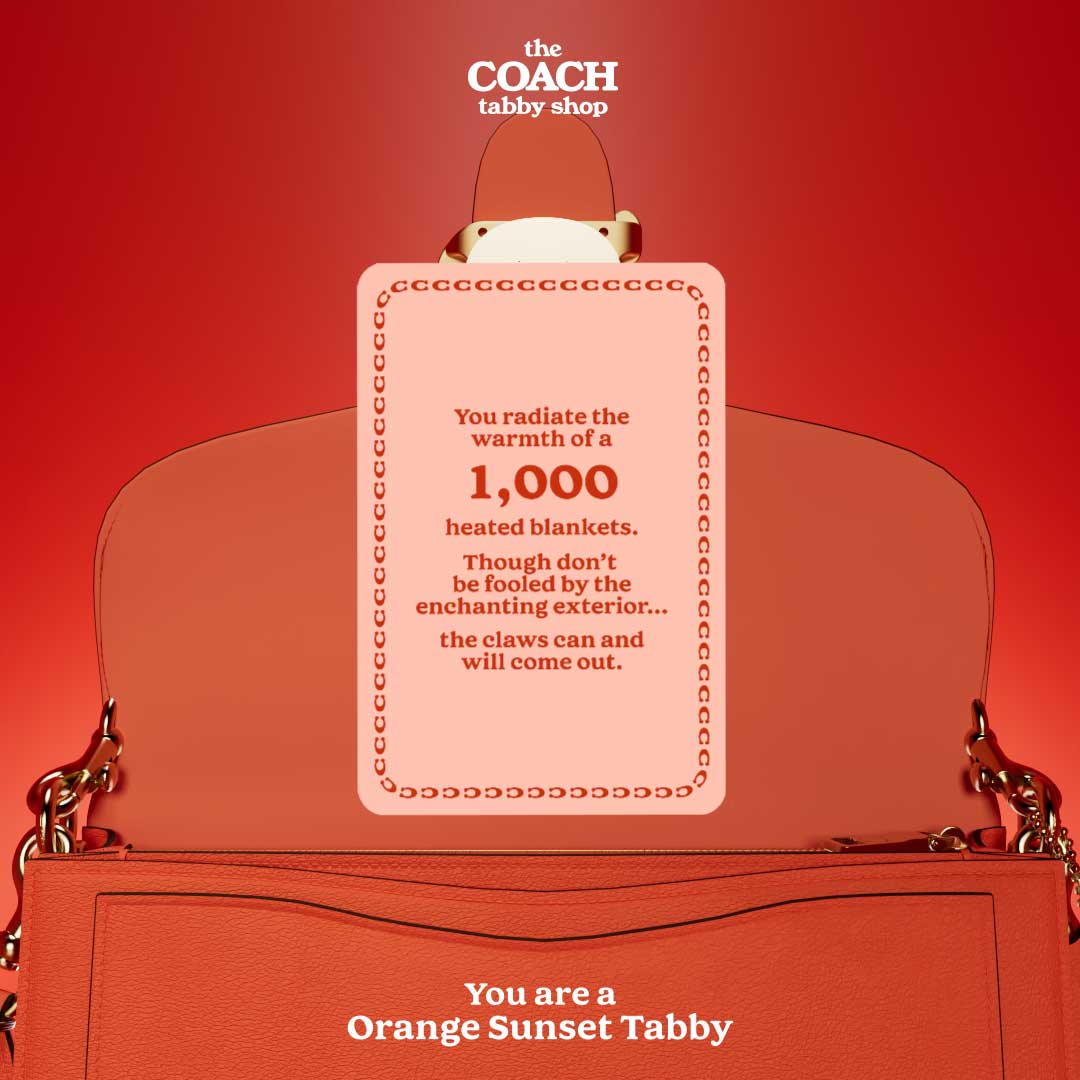 the
COACH
tabby shop
You radiate the
warmth of a
1,000
heated blankets.
Though don't
be fooled by the
enchanting exterior...
the claws can and
will come out.
You are a
Orange Sunset Tabby